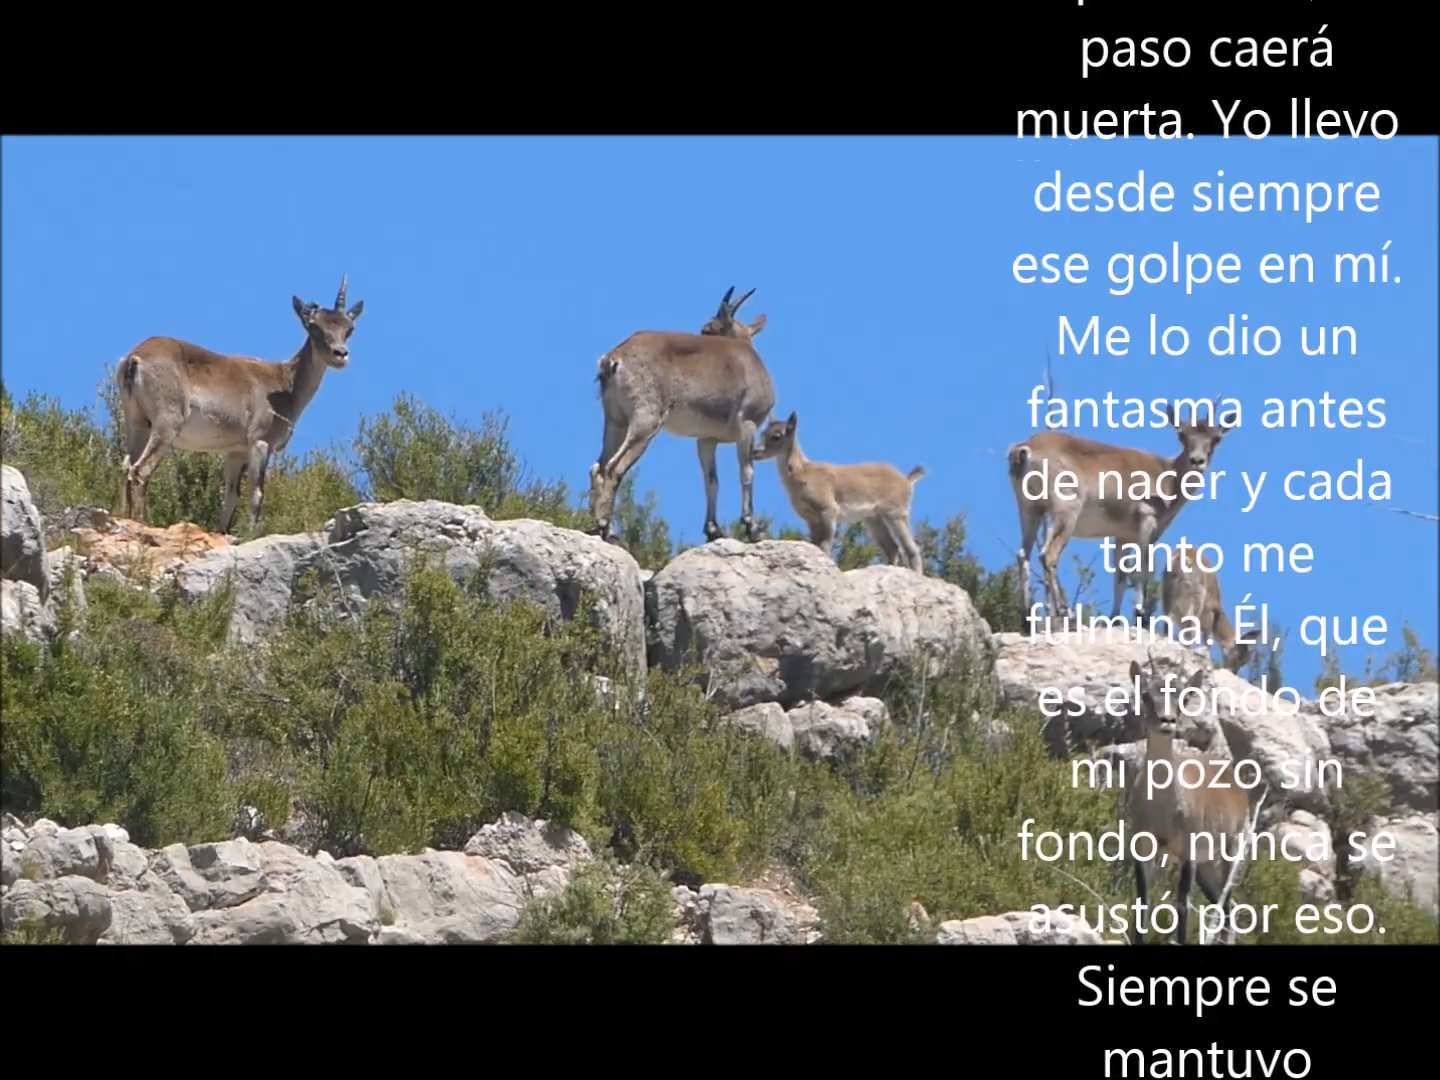 paso caerá
muerta. Yo llevo
desde siempre
ese golpe en mí.
Me lo dio un
fantasma antes
de nacer y cada
tanto me
fulmina. Él, que
es el fondo de
mi pozo sin
fondo, nunca se
asustó por eso.
Siempre se
mantuvo